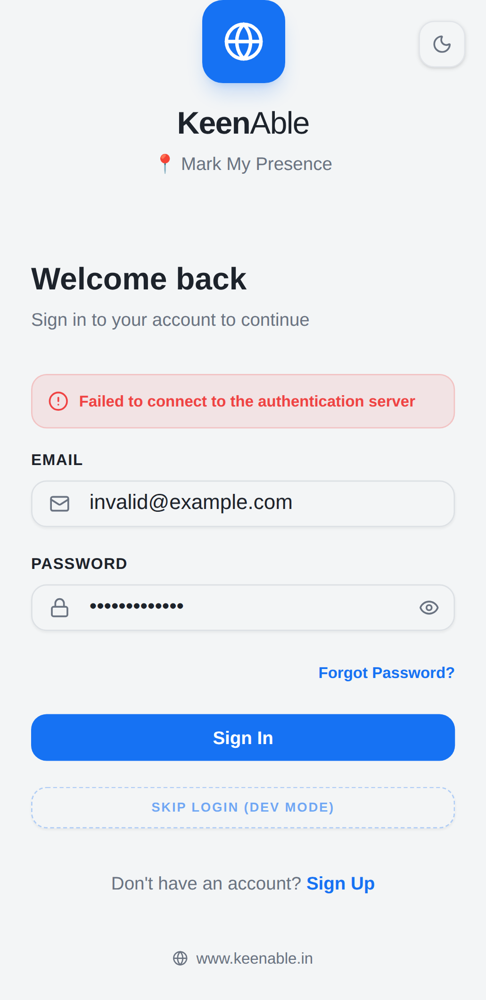 KeenAble
📍 Mark My Presence
Welcome back
Sign in to your account to continue
Failed to connect to the authentication server
EMAIL
invalid@example.com
PASSWORD
•••••••••••••
Forgot Password?
Sign In
SKIP LOGIN (DEV MODE)
Don't have an account? Sign Up
www.keenable.in